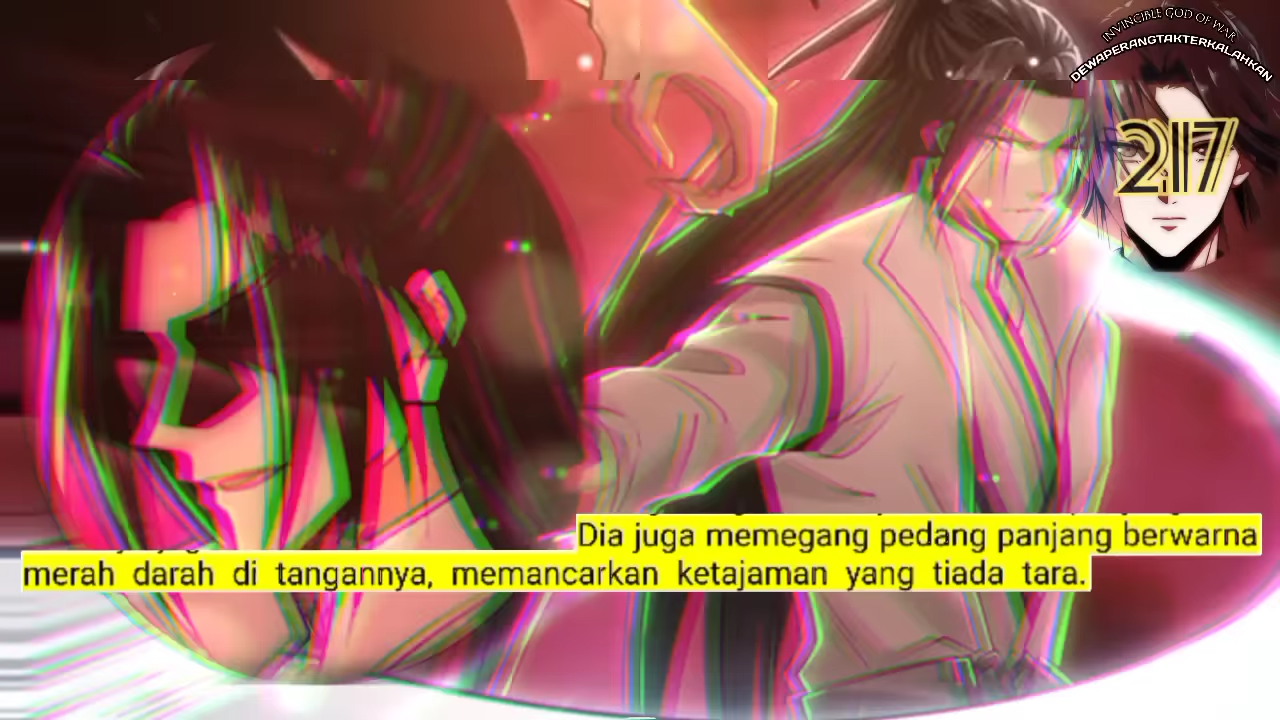 INVINCIBLE GOD OF WAR
DEWAPERANGTAKTERKALAHKAN
217
Dia juga memegang pedang panjang berwarna
merah darah di tangannya, memancarkan ketajaman yang tiada tara.